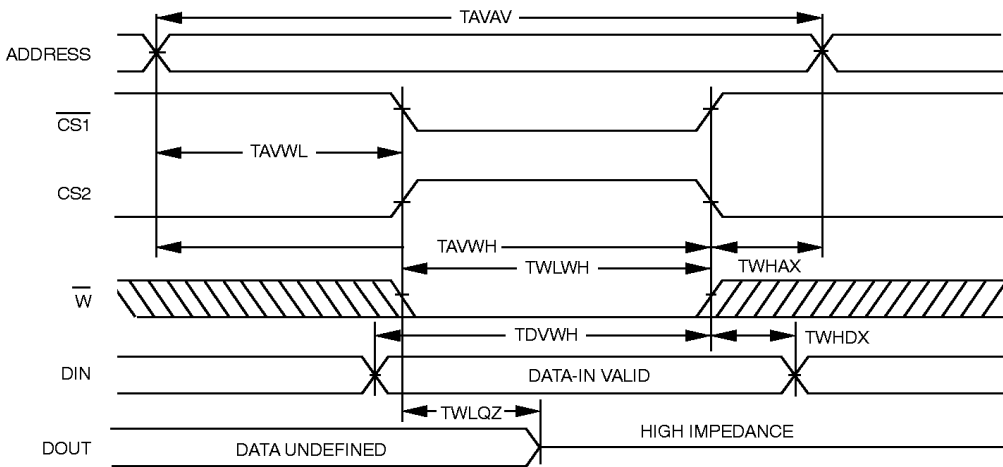 TAVAV
ADDRESS
CS1
TAVWL
CS2
TAVWH
TWLWH
TWHAX
W
TDVWH
TWHDX
DIN
DATA-IN VALID
TWLQZ
DOUT
DATA UNDEFINED
HIGH IMPEDANCE